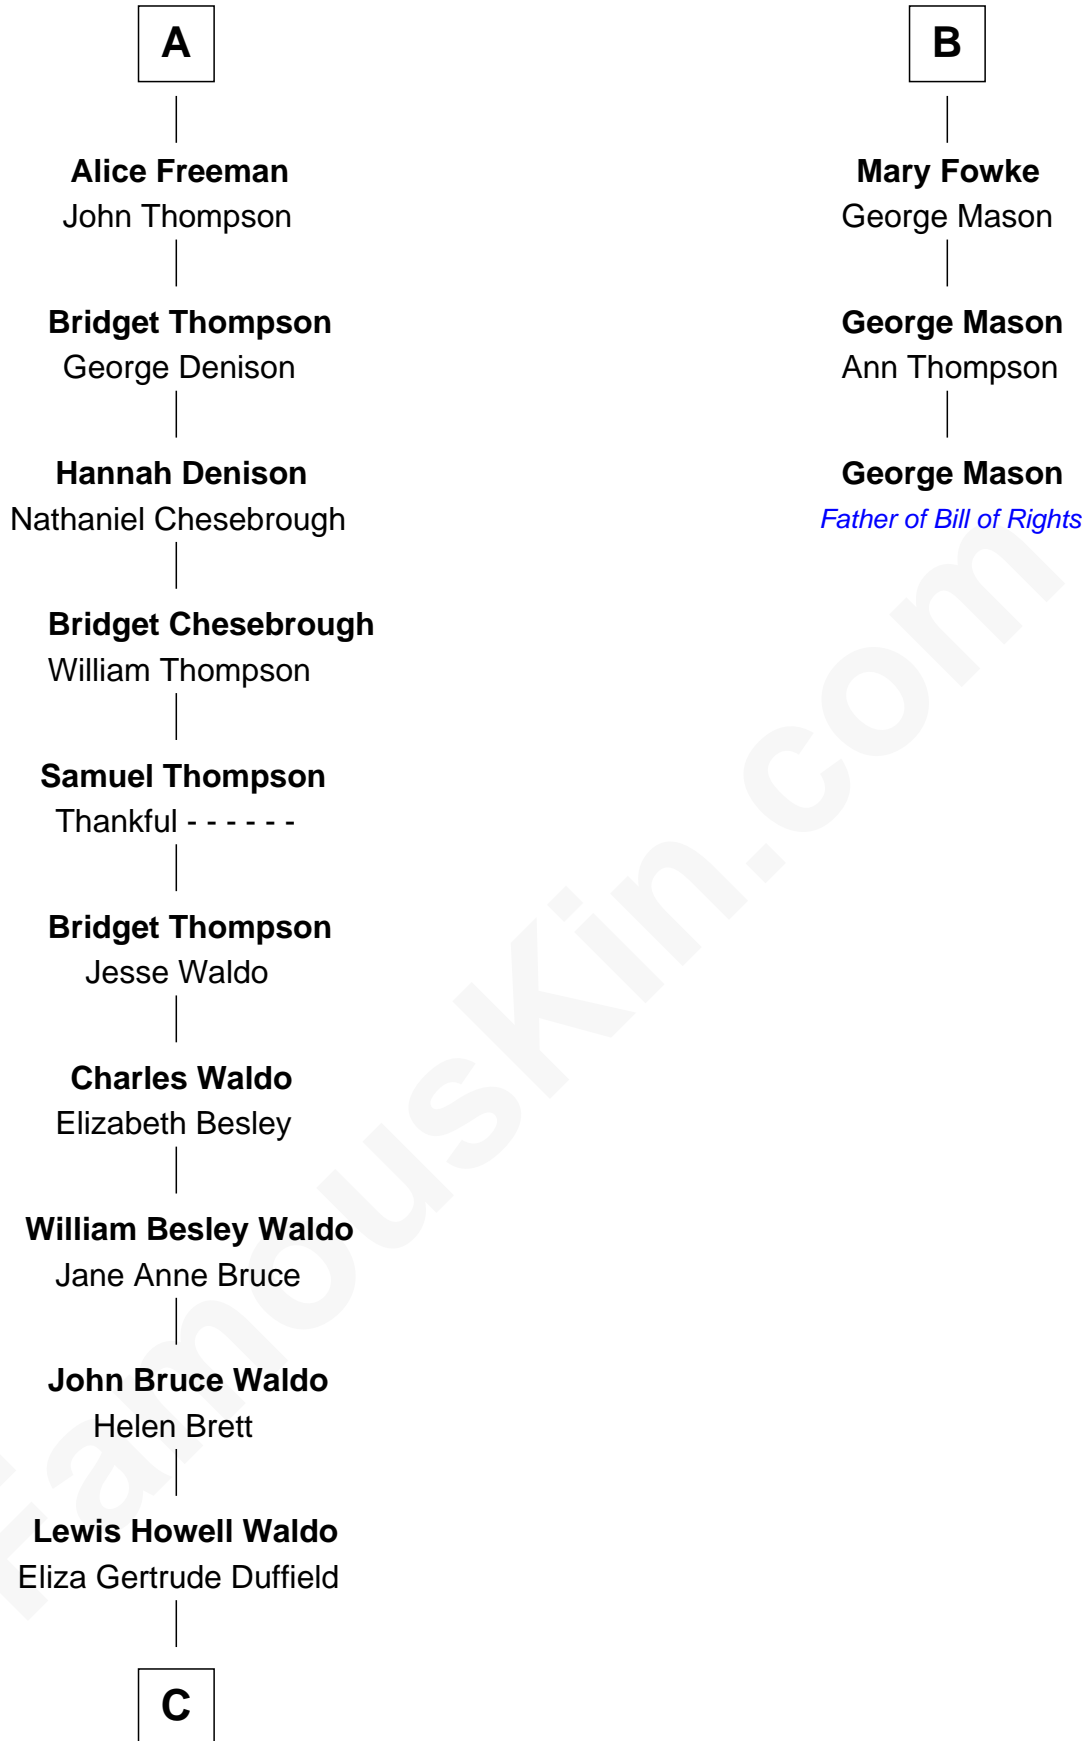 A
Alice Freeman
John Thompson
Bridget Thompson
George Denison
Hannah Denison
Nathaniel Chesebrough
Bridget Chesebrough
William Thompson
Samuel Thompson
Thankful - - - - - -
Bridget Thompson
Jesse Waldo
Charles Waldo
Elizabeth Besley
William Besley Waldo
Jane Anne Bruce
John Bruce Waldo
Helen Brett
Lewis Howell Waldo
Eliza Gertrude Duffield
C
B
Mary Fowke
George Mason
George Mason
Ann Thompson
George Mason
Father of Bill of Rights
FamousKin.com